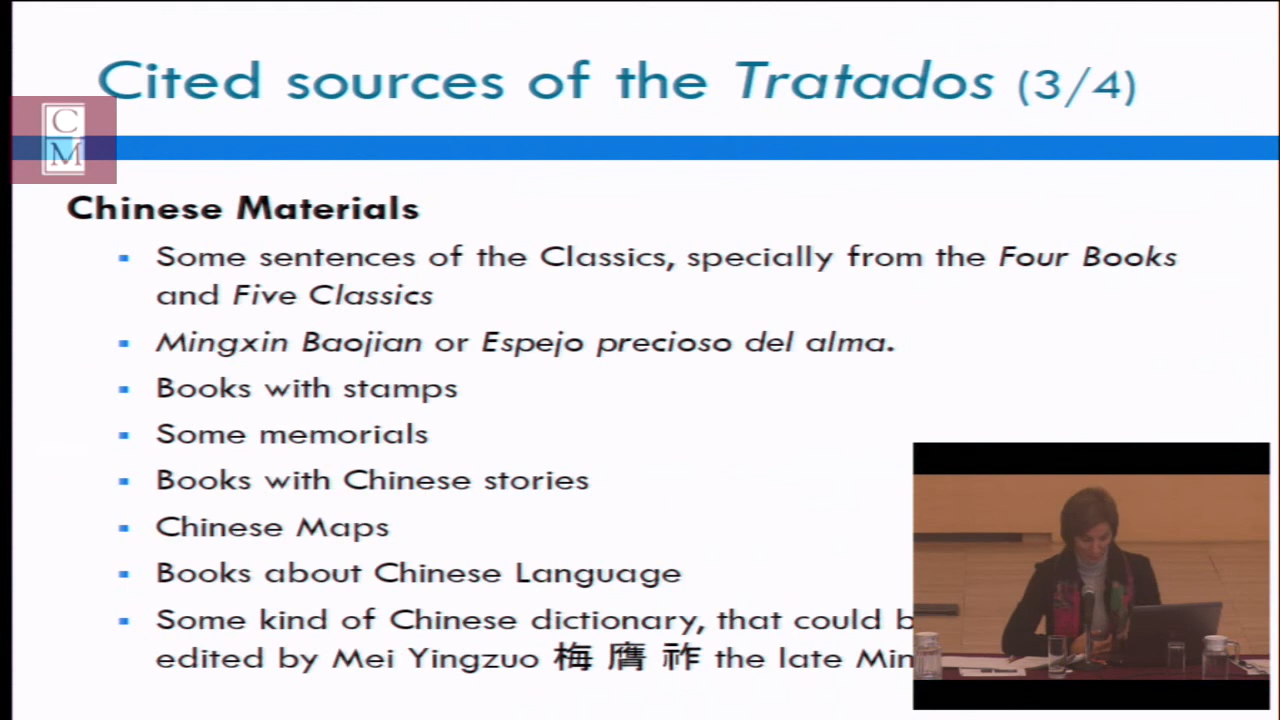 Cited sources of the Tratados (3/4)
C
M
Chinese Materials
Some sentences of the Classics, specially from the Four Books
and Five Classics
Mingxin Baojian or Espejo precioso del alma.
Books with stamps
Some memorials
Books with Chinese stories
Chinese Maps
Books about Chinese Language
Some kind of Chinese dictionary, that could
edited by Mei Yingzuo 梅 膺 祚 the late